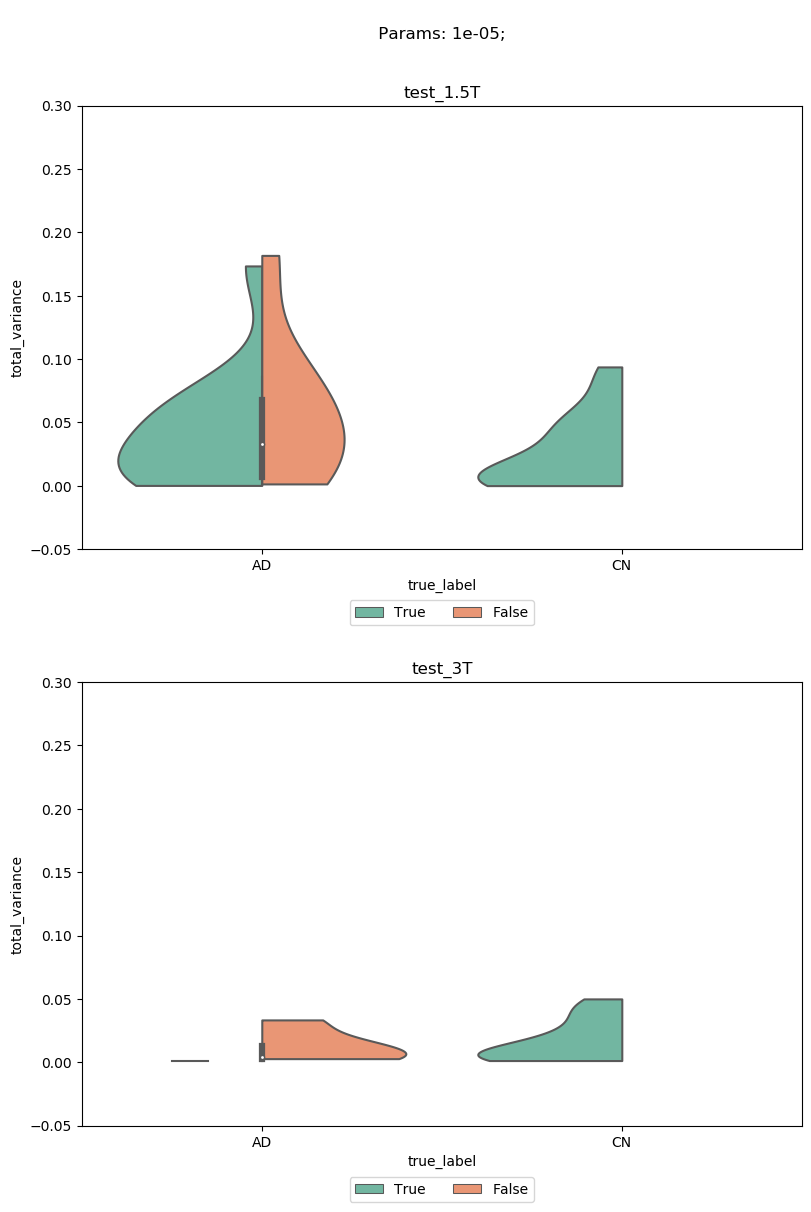 Params: 1e-05;
test_1.5T
0.30
0.25
0.20
0.15
0.10
0.05
0.00
−0.05
total_variance
AD CN
true_label
True False
test_3T
0.30
0.25
0.20
0.15
0.10
0.05
0.00
−0.05
total_variance
AD CN
true_label
True False